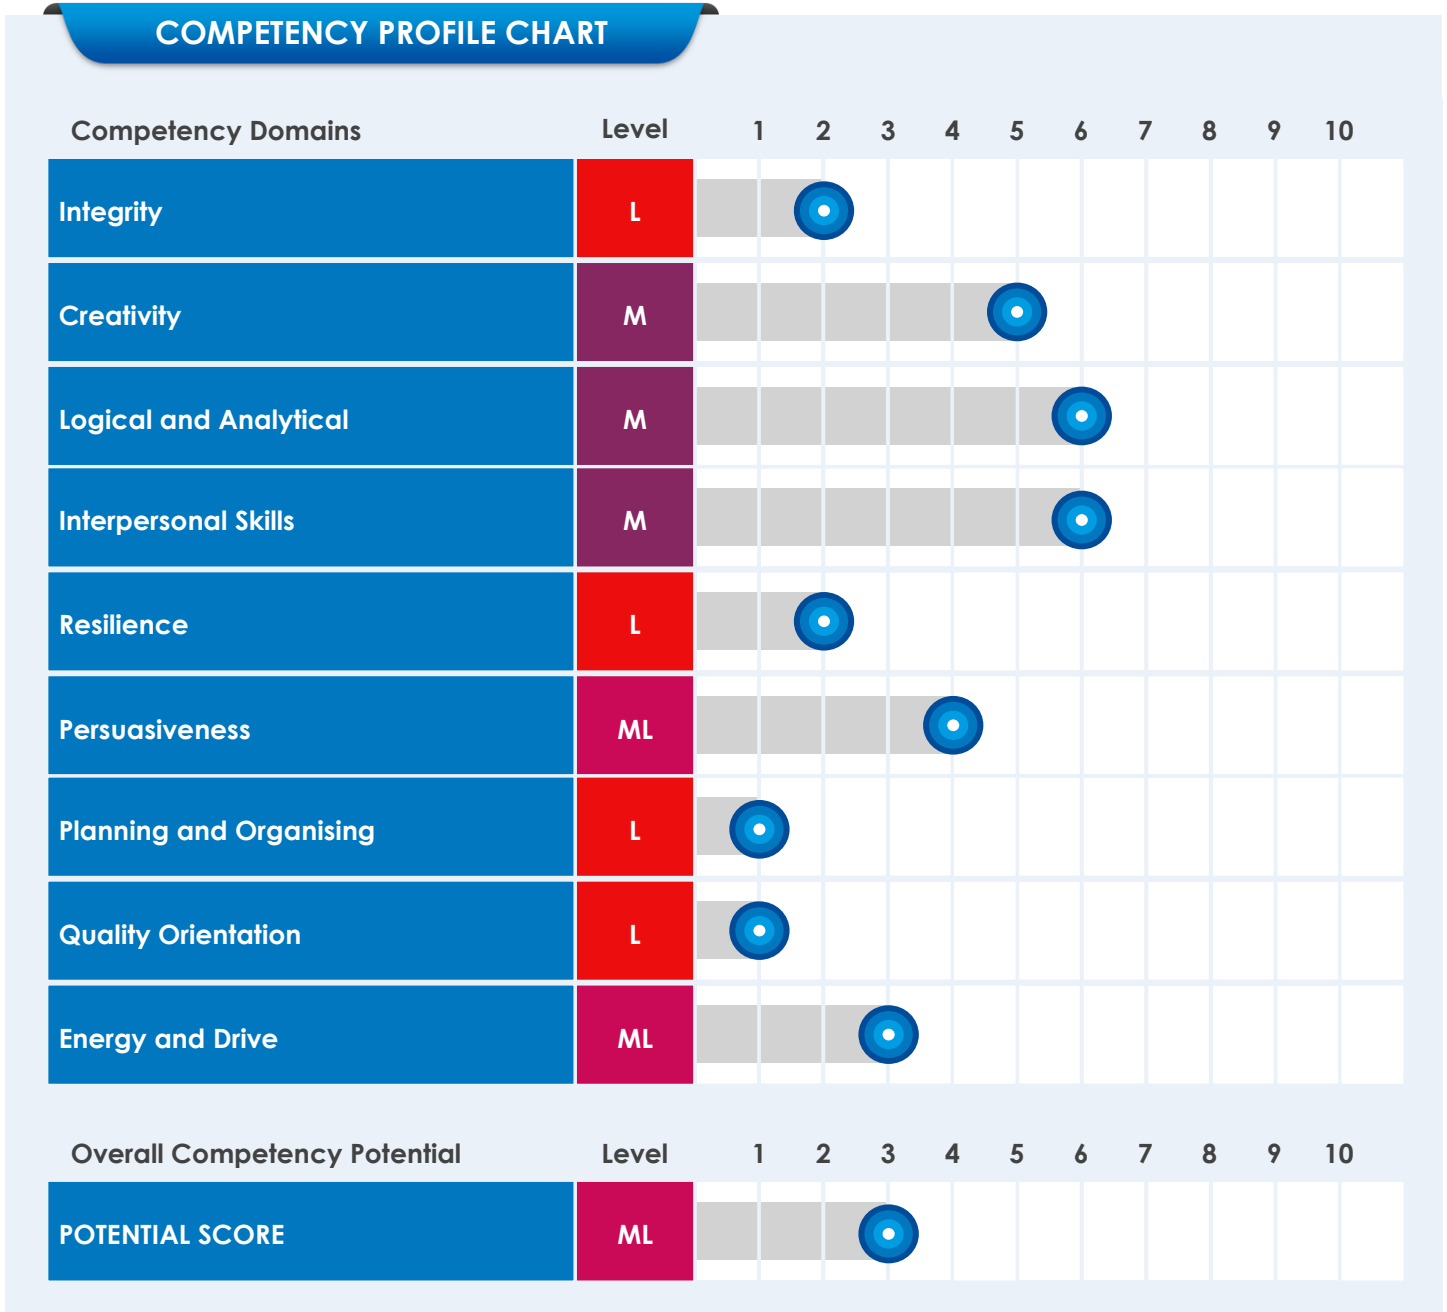 COMPETENCY PROFILE CHART
Competency Domains Level 1 2 3 4 5 6 7 8 9 10
Integrity L
Creativity M
Logical and Analytical M
Interpersonal Skills M
Resilience L
Persuasiveness ML
Planning and Organising L
Quality Orientation L
Energy and Drive ML
Overall Competency Potential Level 1 2 3 4 5 6 7 8 9 10
POTENTIAL SCORE ML